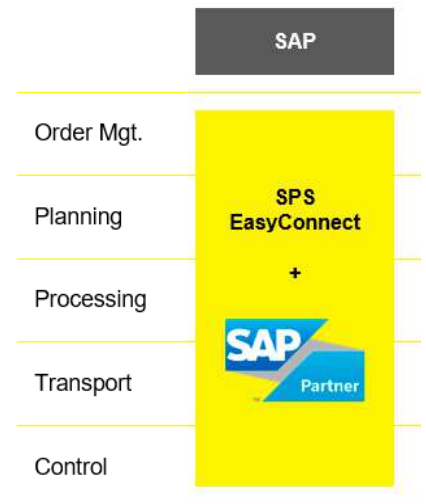 SAP
Order Mgt.
SPS
EasyConnect
Planning
+
Processing
SAP
Partner
Transport
Control